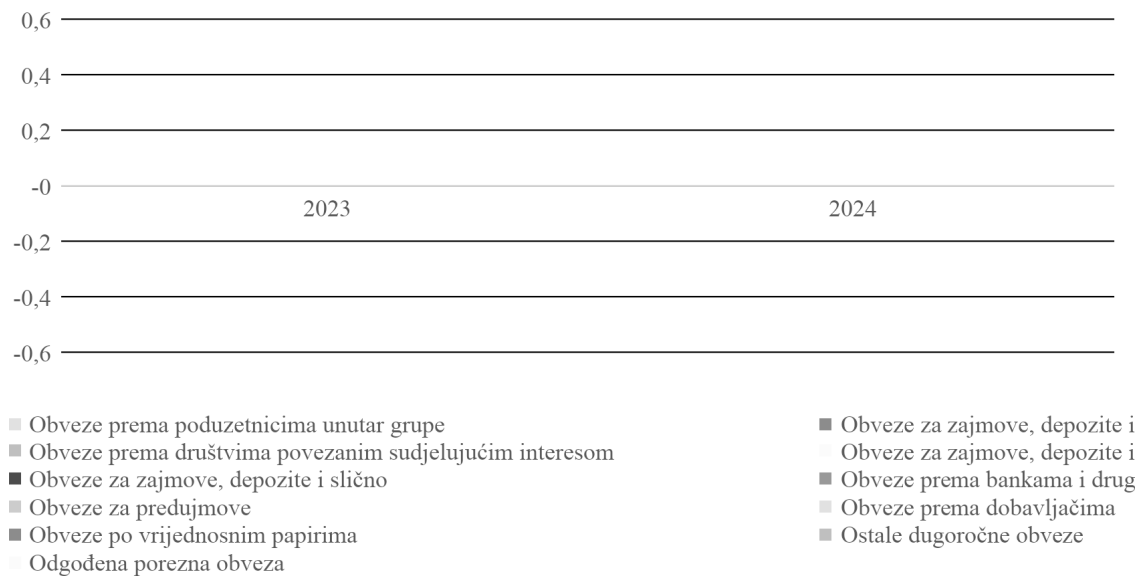 0,6
0,4
0,2
-0
2023 2024
-0,2
-0,4
-0,6
Obveze prema poduzetnicima unutar grupe
Obveze za zajmove, depozite i
Obveze prema društvima povezanim sudjelujućim interesom
Obveze za zajmove, depozite i
Obveze za zajmove, depozite i slično
Obveze prema bankama i drug
Obveze za predujmove
Obveze prema dobavljačima
Obveze po vrijednosnim papirima
Ostale dugoročne obveze
Odgođena porezna obveza